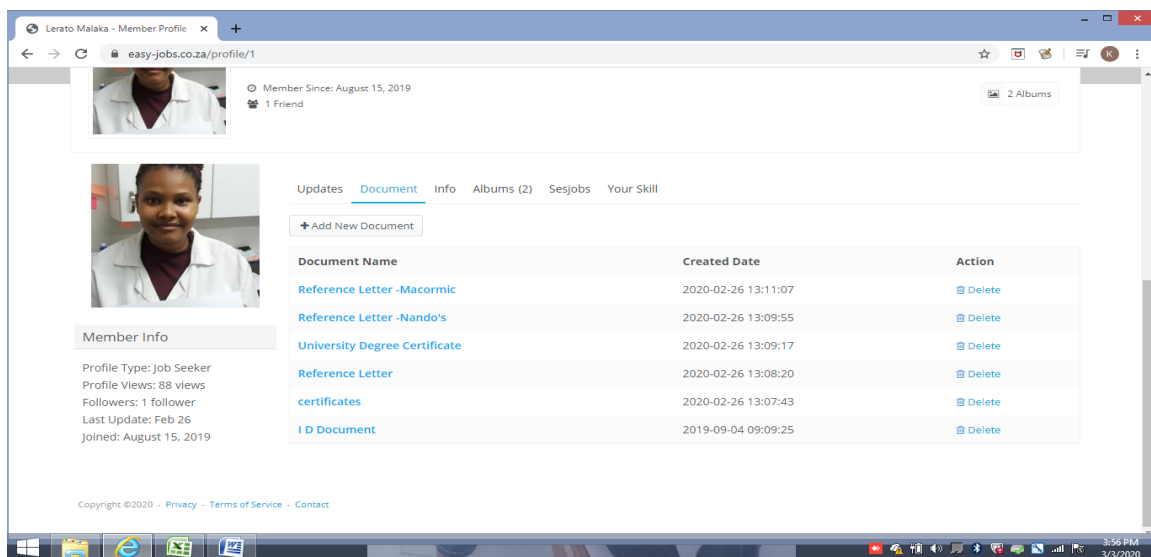 Lerato Malaka - Member Profile
easy-jobs.co.za/profile/1
K
Member Since: August 15, 2019
1 Friend
2 Albums
Updates Document Info Albums (2) Sesjobs Your Skill
+ Add New Document
Document Name Created Date Action
Reference Letter -Macormic 2020-02-26 13:11:07 Delete
Reference Letter -Nando's 2020-02-26 13:09:55 Delete
University Degree Certificate 2020-02-26 13:09:17 Delete
Reference Letter 2020-02-26 13:08:20 Delete
certificates 2020-02-26 13:07:43 Delete
I D Document 2019-09-04 09:09:25 Delete
Member Info
Profile Type: Job Seeker
Profile Views: 88 views
Followers: 1 follower
Last Update: Feb 26
Joined: August 15, 2019
Copyright ©2020 - Privacy - Terms of Service - Contact
3:56 PM
3/3/2020